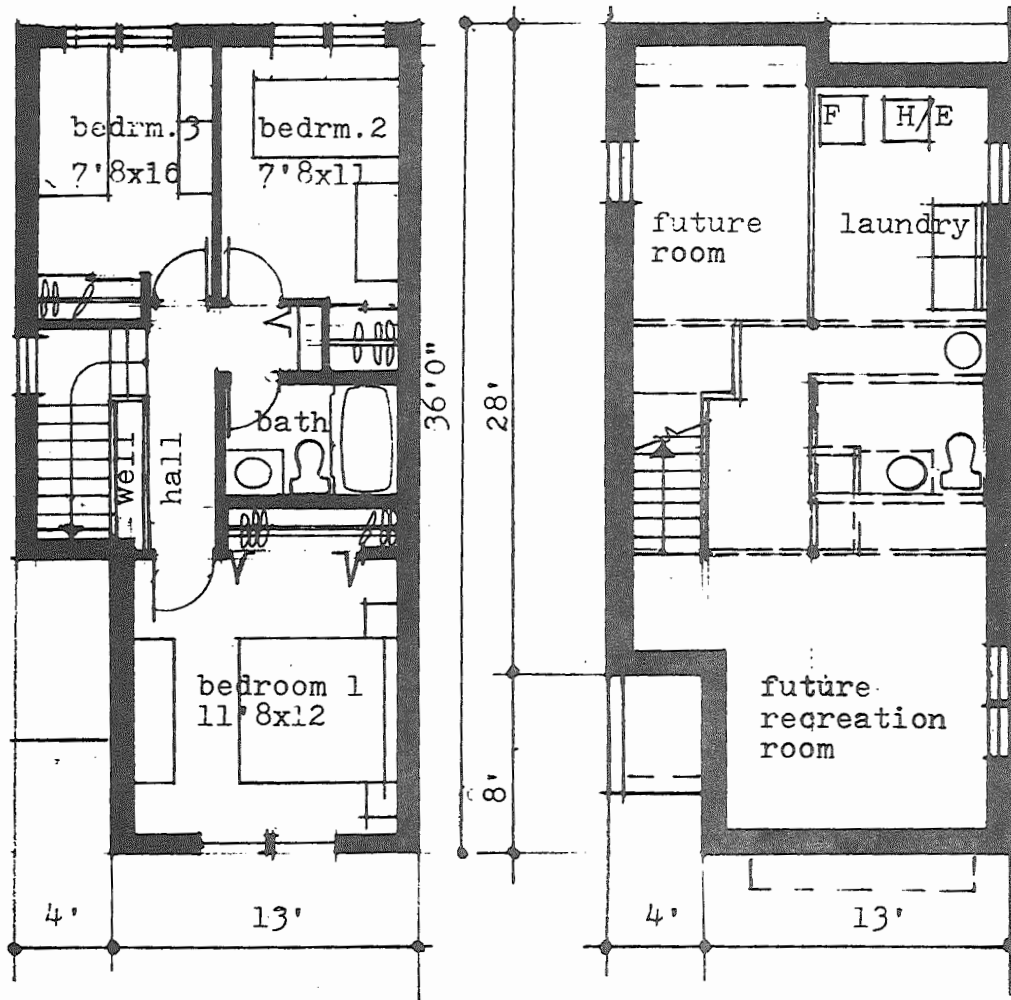 bedrm.3
7'8x16
bedrm.2
7'8x11
bath
well
hall
bedroom 1
11'8x12
4'
13'
36'0"
28'
8'
F
H/E
future
room
laundry
future
recreation
room
4'
13'